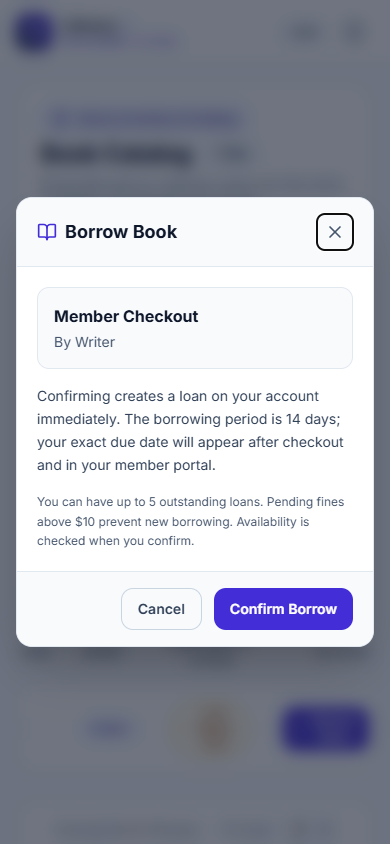 Book Catalog
Borrow Book
Member Checkout
By Writer
Confirming creates a loan on your account
immediately. The borrowing period is 14 days;
your exact due date will appear after checkout
and in your member portal.
You can have up to 5 outstanding loans. Pending fines
above $10 prevent new borrowing. Availability is
checked when you confirm.
Cancel
Confirm Borrow